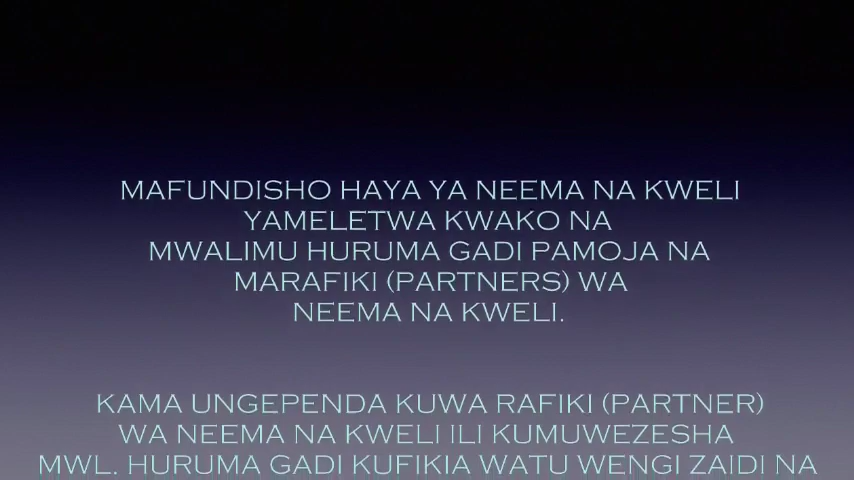 MAFUNDISHO HAYA YA NEEMA NA KWELI
YAMELETWA KWAKO NA
MWALIMU HURUMA GADI PAMOJA NA
MARAFIKI (PARTNERS) WA
NEEMA NA KWELI.
KAMA UNGEPENDA KUWA RAFIKI (PARTNER)
WA NEEMA NA KWELI ILI KUMUWEZESHA
MWL. HURUMA GADI KUFIKIA WATU WENGI ZAIDI NA